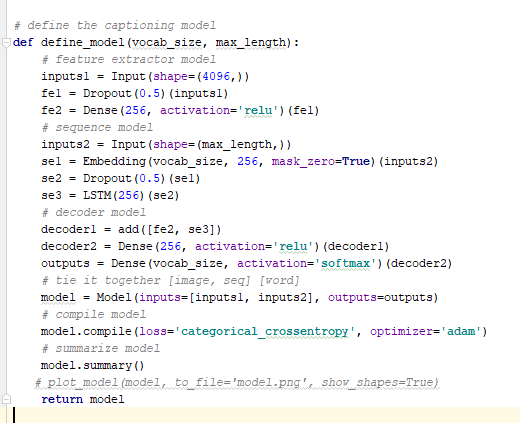 # define the captioning model
def define_model(vocab_size, max_length):
    # feature extractor model
    inputs1 = Input(shape=(4096,))
    fe1 = Dropout(0.5)(inputs1)
    fe2 = Dense(256, activation='relu')(fe1)
    # sequence model
    inputs2 = Input(shape=(max_length,))
    se1 = Embedding(vocab_size, 256, mask_zero=True)(inputs2)
    se2 = Dropout(0.5)(se1)
    se3 = LSTM(256)(se2)
    # decoder model
    decoder1 = add([fe2, se3])
    decoder2 = Dense(256, activation='relu')(decoder1)
    outputs = Dense(vocab_size, activation='softmax')(decoder2)
    # tie it together [image, seq] [word]
    model = Model(inputs=[inputs1, inputs2], outputs=outputs)
    # compile model
    model.compile(loss='categorical_crossentropy', optimizer='adam')
    # summarize model
    model.summary()
   # plot_model(model, to_file='model.png', show_shapes=True)
    return model